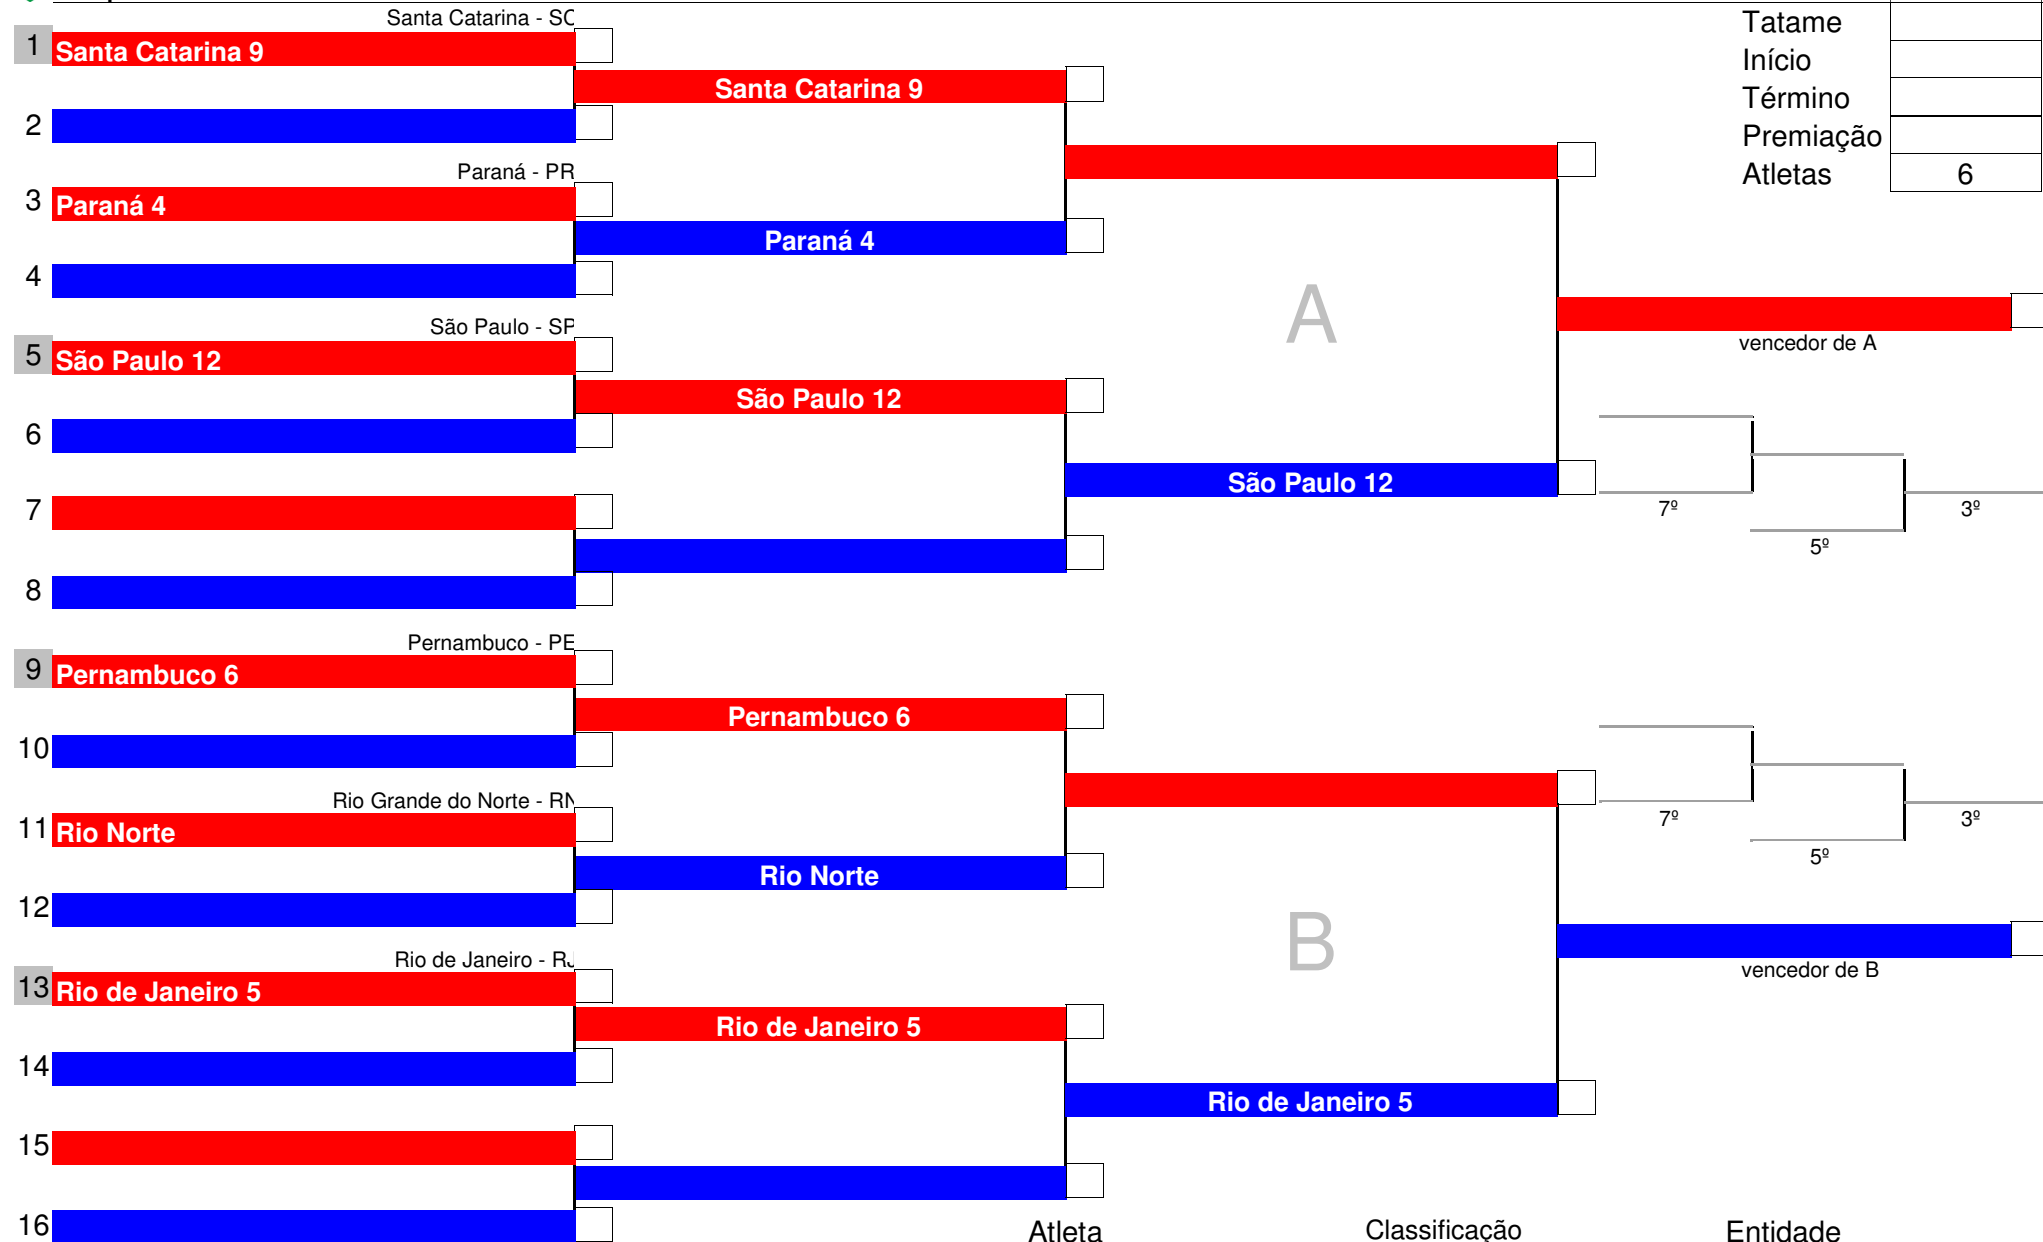 Santa Catarina - SC
1 Santa Catarina 9
Santa Catarina 9
2
Paraná - PR
3 Paraná 4
Paraná 4
4
São Paulo - SP
5 São Paulo 12
São Paulo 12
6
São Paulo 12
7
8
A
vencedor de A
7º
3º
5º
Tatame
Início
Término
Premiação
Atletas 6
Pernambuco - PE
9 Pernambuco 6
Pernambuco 6
10
Rio Grande do Norte - RN
11 Rio Norte
Rio Norte
12
Rio de Janeiro - RJ
13 Rio de Janeiro 5
Rio de Janeiro 5
14
Rio de Janeiro 5
15
16
B
7º
3º
5º
vencedor de B
Atleta Classificação Entidade